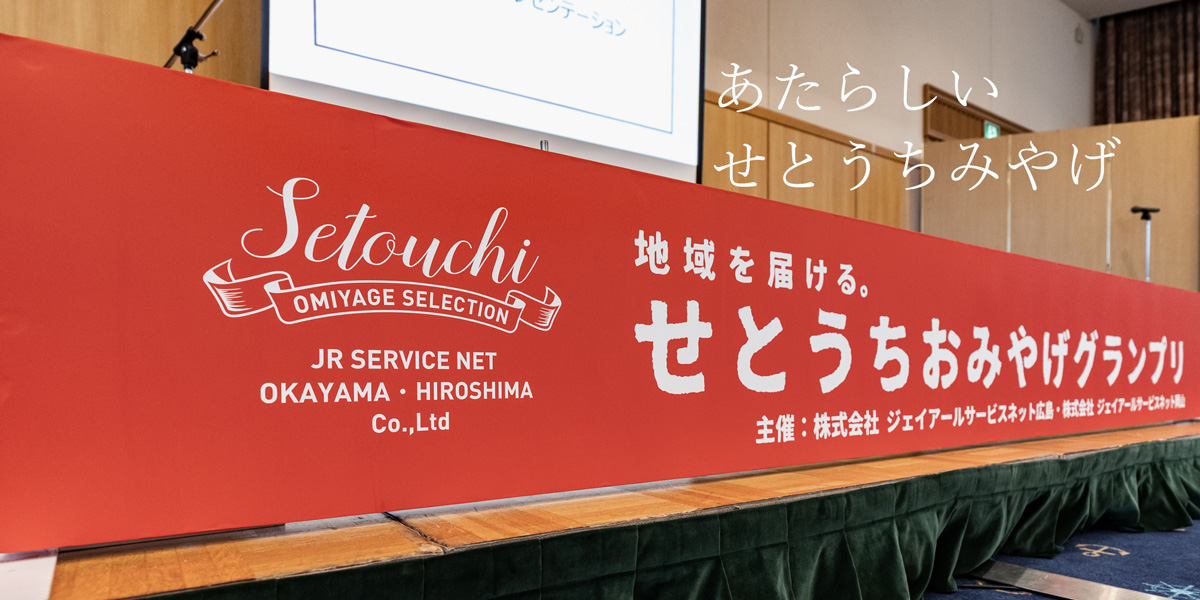 あたらしい
せとうちみやげ
Setouchi
OMIYAGE SELECTION
JR SERVICE NET
OKAYAMA・HIROSHIMA
Co.,Ltd
地域を届ける。
せとうちおみやげグランプリ
主催：株式会社 ジェイアールサービスネット広島・株式会社 ジェイアールサービスネット岡山